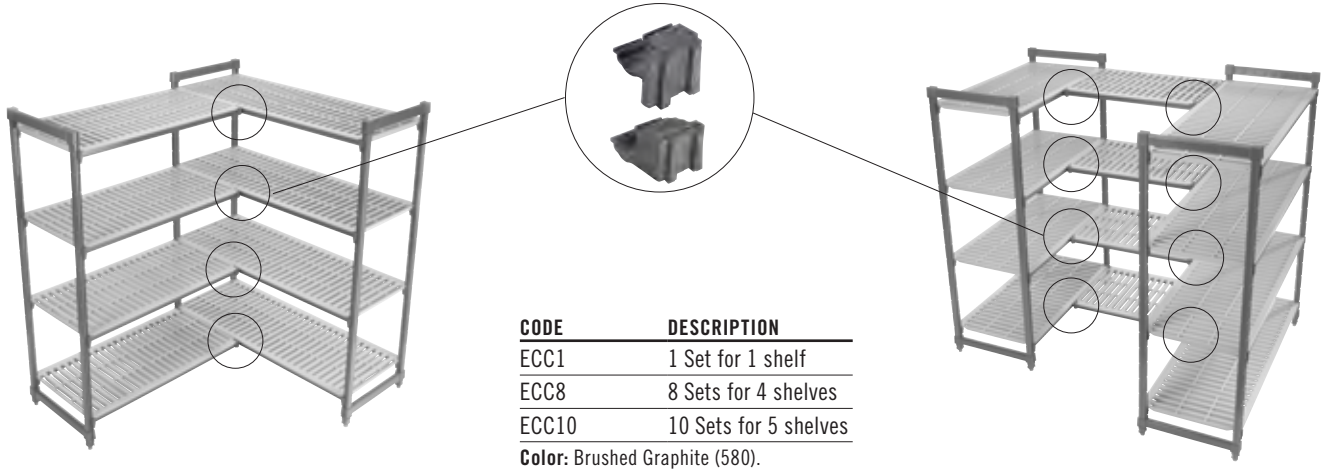 CODE DESCRIPTION
ECC1 1 Set for 1 shelf
ECC8 8 Sets for 4 shelves
ECC10 10 Sets for 5 shelves
Color: Brushed Graphite (580).